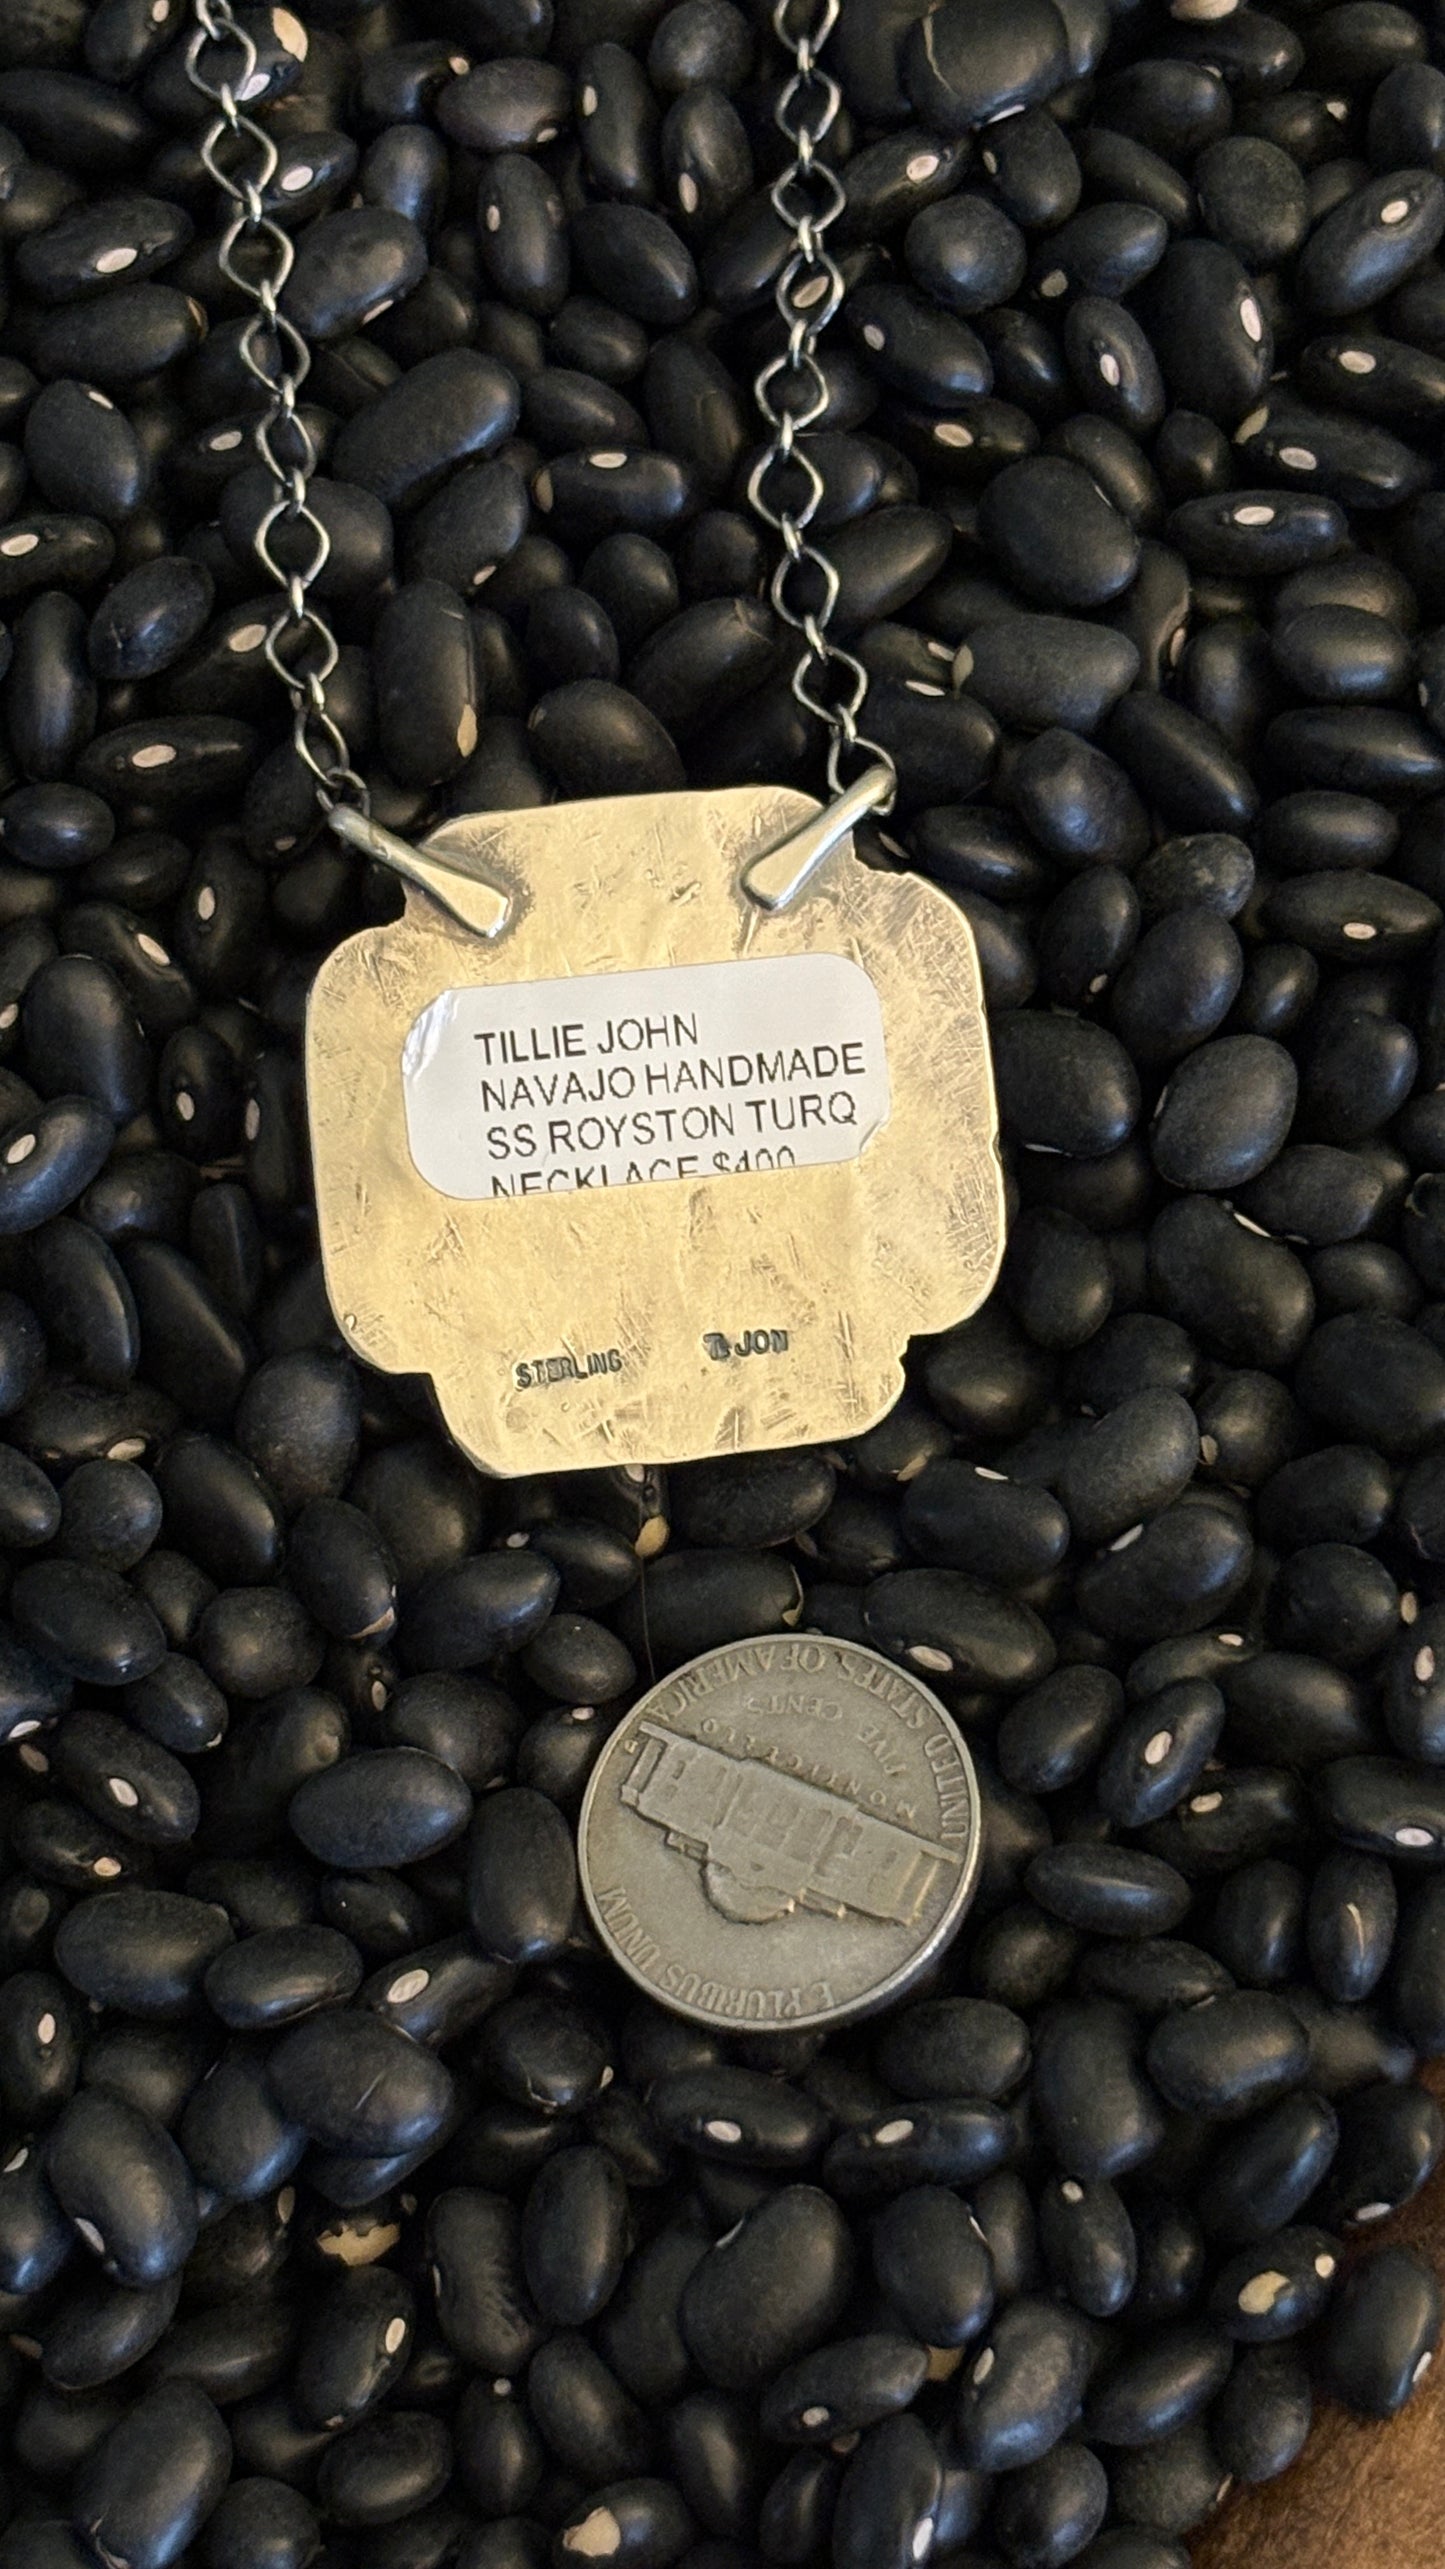 TILLIE JOHN
NAVAJO HANDMADE
SS ROYSTON TURQ
NECKLACE $400
STERLING
JON
UNITED STATES OF AMERICA
FIVE CENTS
MONTICELLO
E PLURIBUS UNUM